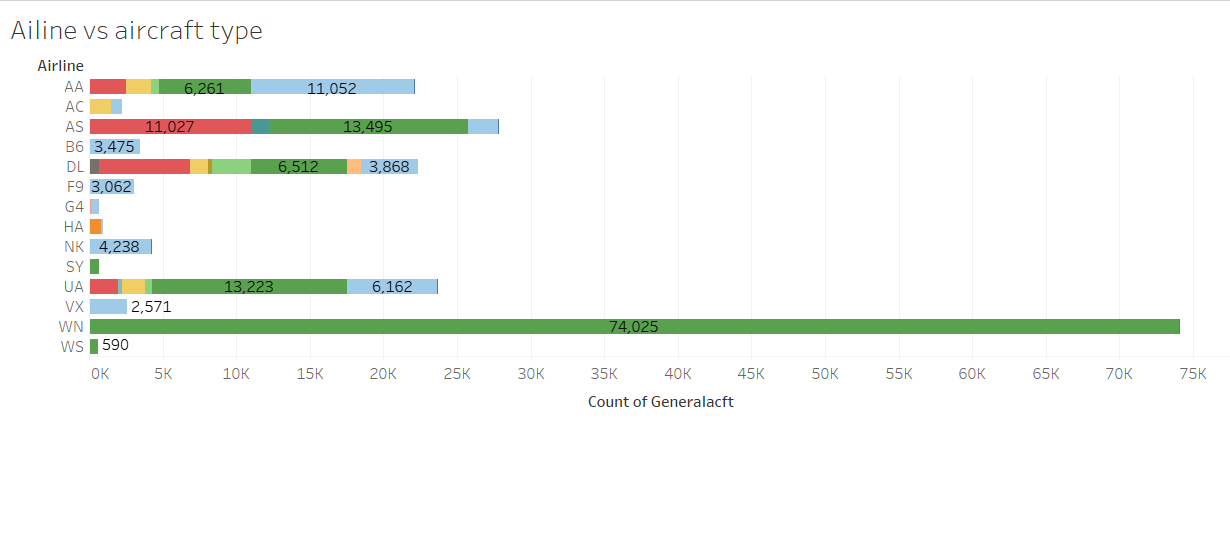 Ailine vs aircraft type
Airline
AA 6,261 11,052
AC
AS 11,027 13,495
B6 3,475
DL 6,512 3,868
F9 3,062
G4
HA
NK 4,238
SY
UA 13,223 6,162
VX 2,571
WN 74,025
WS 590
0K 5K 10K 15K 20K 25K 30K 35K 40K 45K 50K 55K 60K 65K 70K 75K
Count of Generalacft